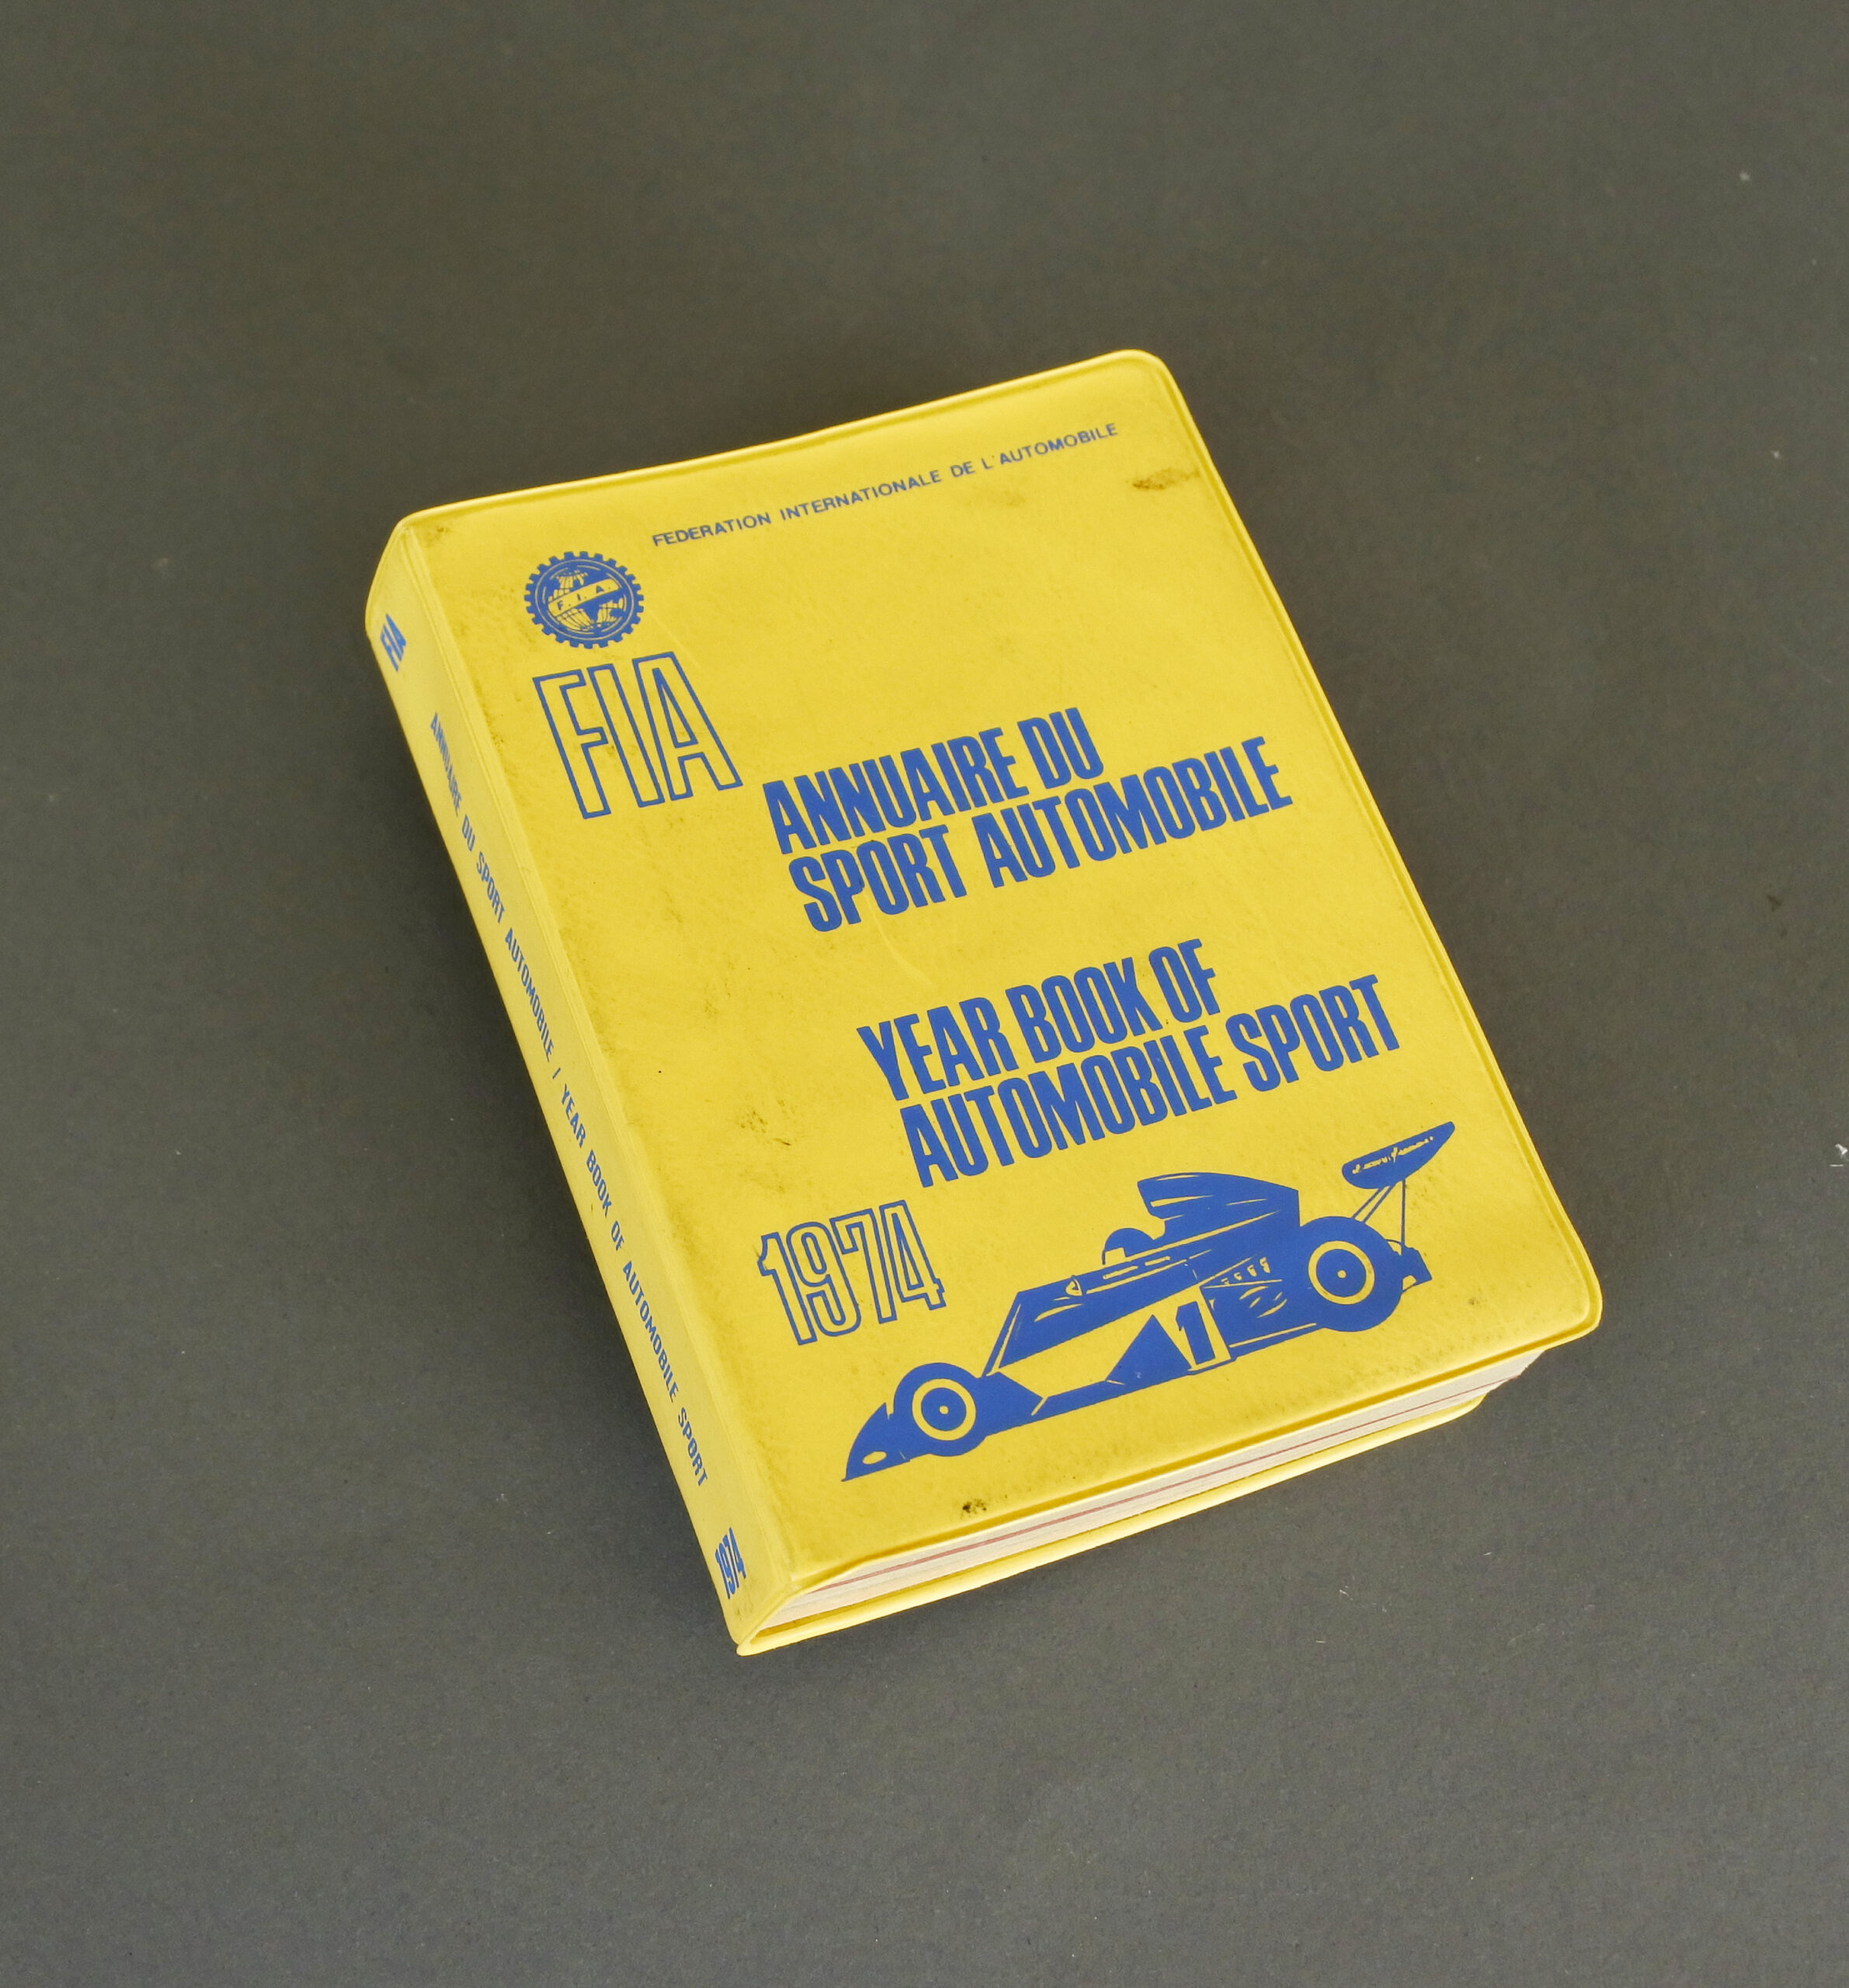 FEDERATION INTERNATIONALE DE L'AUTOMOBILE
F. I. A
FIA
ANNUAIRE DU
SPORT AUTOMOBILE
YEAR BOOK OF
AUTOMOBILE SPORT
1974
1
FIA
ANNUAIRE DU SPORT AUTOMOBILE / YEAR BOOK OF AUTOMOBILE SPORT
1974